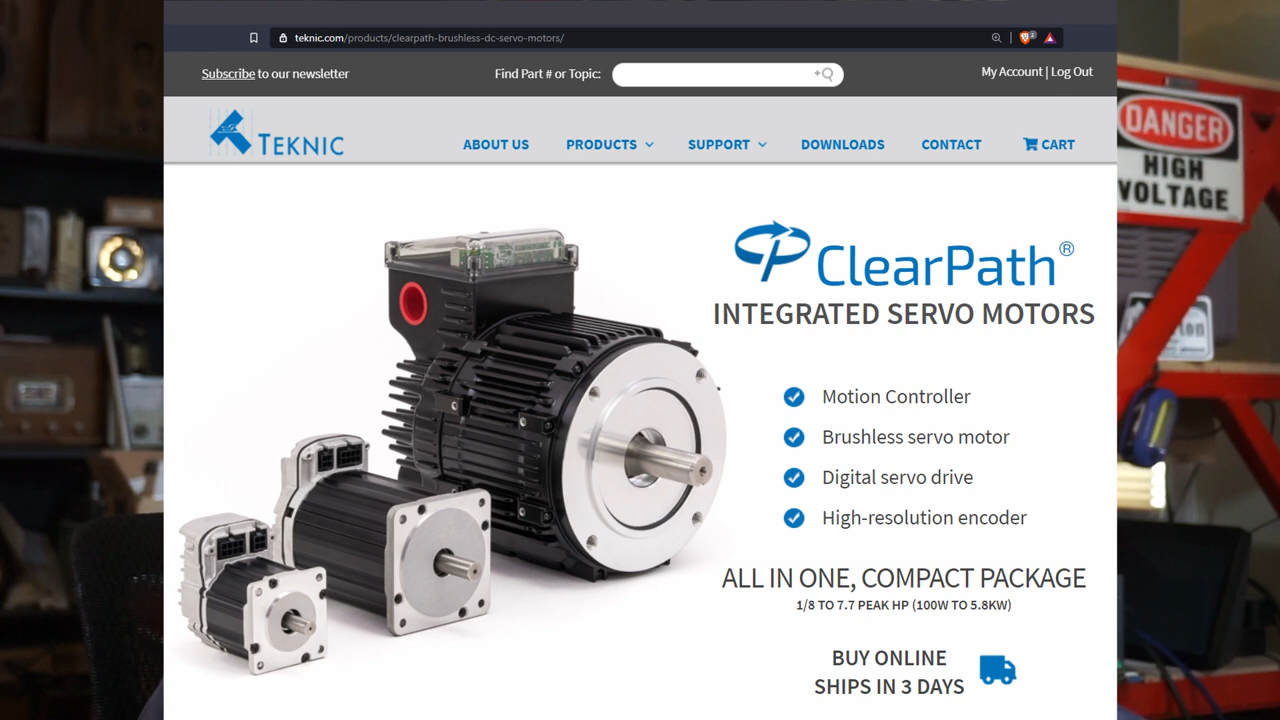 teknic.com/products/clearpath-brushless-dc-servo-motors/
2
Subscribe to our newsletter
Find Part # or Topic:
My Account | Log Out
TEKNIC
ABOUT US
PRODUCTS
SUPPORT
DOWNLOADS
CONTACT
CART
DANGER
HIGH
VOLTAGE
ClearPath®
INTEGRATED SERVO MOTORS
Motion Controller
Brushless servo motor
Digital servo drive
High-resolution encoder
ALL IN ONE, COMPACT PACKAGE
1/8 TO 7.7 PEAK HP (100W TO 5.8KW)
BUY ONLINE
SHIPS IN 3 DAYS